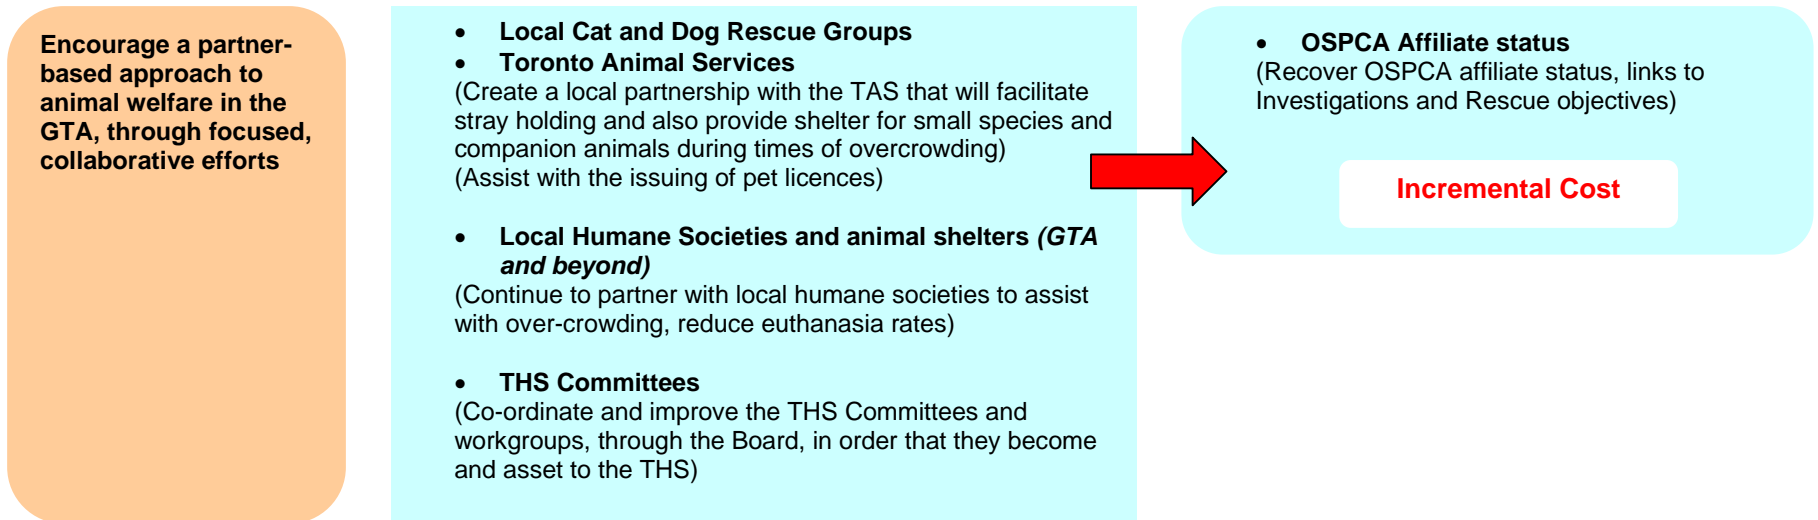 Encourage a partner-
based approach to
animal welfare in the
GTA, through focused,
collaborative efforts
• Local Cat and Dog Rescue Groups
• Toronto Animal Services
(Create a local partnership with the TAS that will facilitate
stray holding and also provide shelter for small species and
companion animals during times of overcrowding)
(Assist with the issuing of pet licences)
• Local Humane Societies and animal shelters (GTA
and beyond)
(Continue to partner with local humane societies to assist
with over-crowding, reduce euthanasia rates)
• THS Committees
(Co-ordinate and improve the THS Committees and
workgroups, through the Board, in order that they become
and asset to the THS)
• OSPCA Affiliate status
(Recover OSPCA affiliate status, links to
Investigations and Rescue objectives)
Incremental Cost